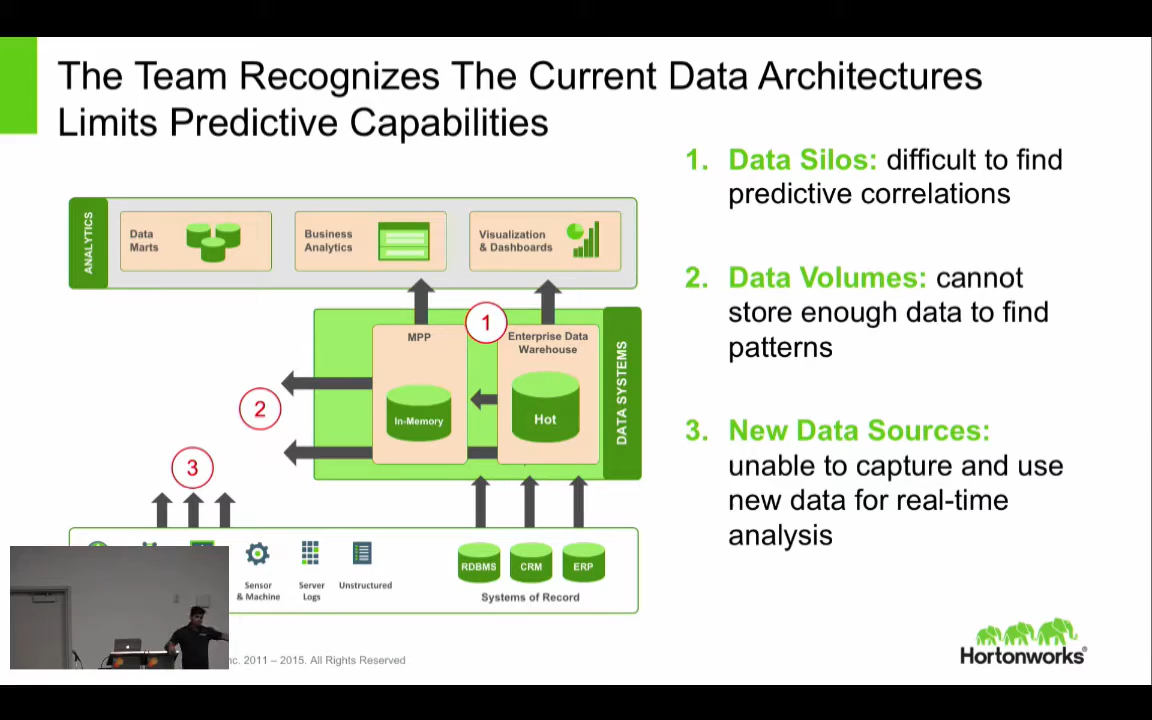 The Team Recognizes The Current Data Architectures
Limits Predictive Capabilities
1. Data Silos: difficult to find
predictive correlations
2. Data Volumes: cannot
store enough data to find
patterns
3. New Data Sources:
unable to capture and use
new data for real-time
analysis
ANALYTICS
Data
Marts
Business
Analytics
Visualization
& Dashboards
1
MPP
Enterprise Data
Warehouse
In-Memory
Hot
DATA SYSTEMS
2
3
Sensor
& Machine
Server
Logs
Unstructured
RDBMS
CRM
ERP
Systems of Record
nc. 2011 – 2015. All Rights Reserved
Hortonworks